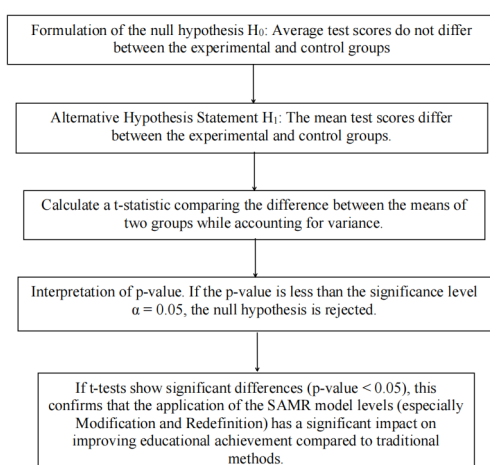 Formulation of the null hypothesis H₀: Average test scores do not differ
between the experimental and control groups
Alternative Hypothesis Statement H₁: The mean test scores differ
between the experimental and control groups.
Calculate a t-statistic comparing the difference between the means of
two groups while accounting for variance.
Interpretation of p-value. If the p-value is less than the significance level
α = 0.05, the null hypothesis is rejected.
If t-tests show significant differences (p-value < 0.05), this
confirms that the application of the SAMR model levels (especially
Modification and Redefinition) has a significant impact on
improving educational achievement compared to traditional
methods.